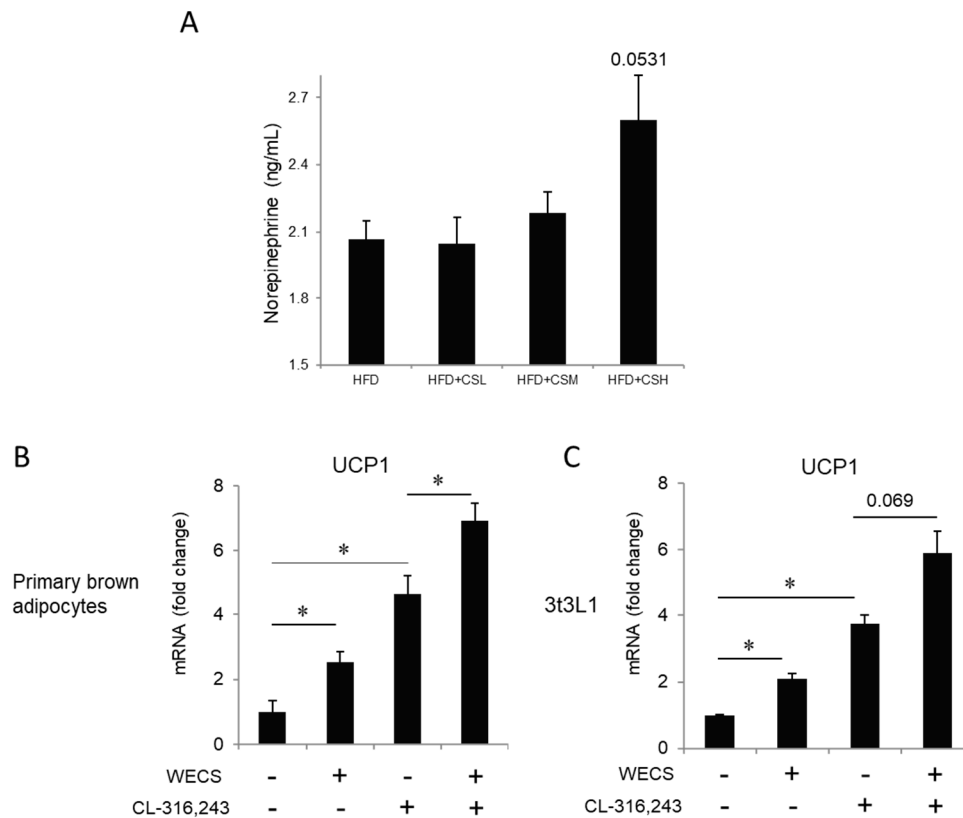 A
0.0531
Norepinephrine (ng/mL)
2.7
2.4
2.1
1.8
1.5
HFD
HFD+CSL
HFD+CSM
HFD+CSH
B
UCP1
Primary brown
adipocytes
mRNA (fold change)
8
6
4
2
0
*
*
*
WECS - + - +
CL-316,243 - - + +
C
UCP1
3t3L1
mRNA (fold change)
8
6
4
2
0
0.069
*
*
WECS - + - +
CL-316,243 - - + +